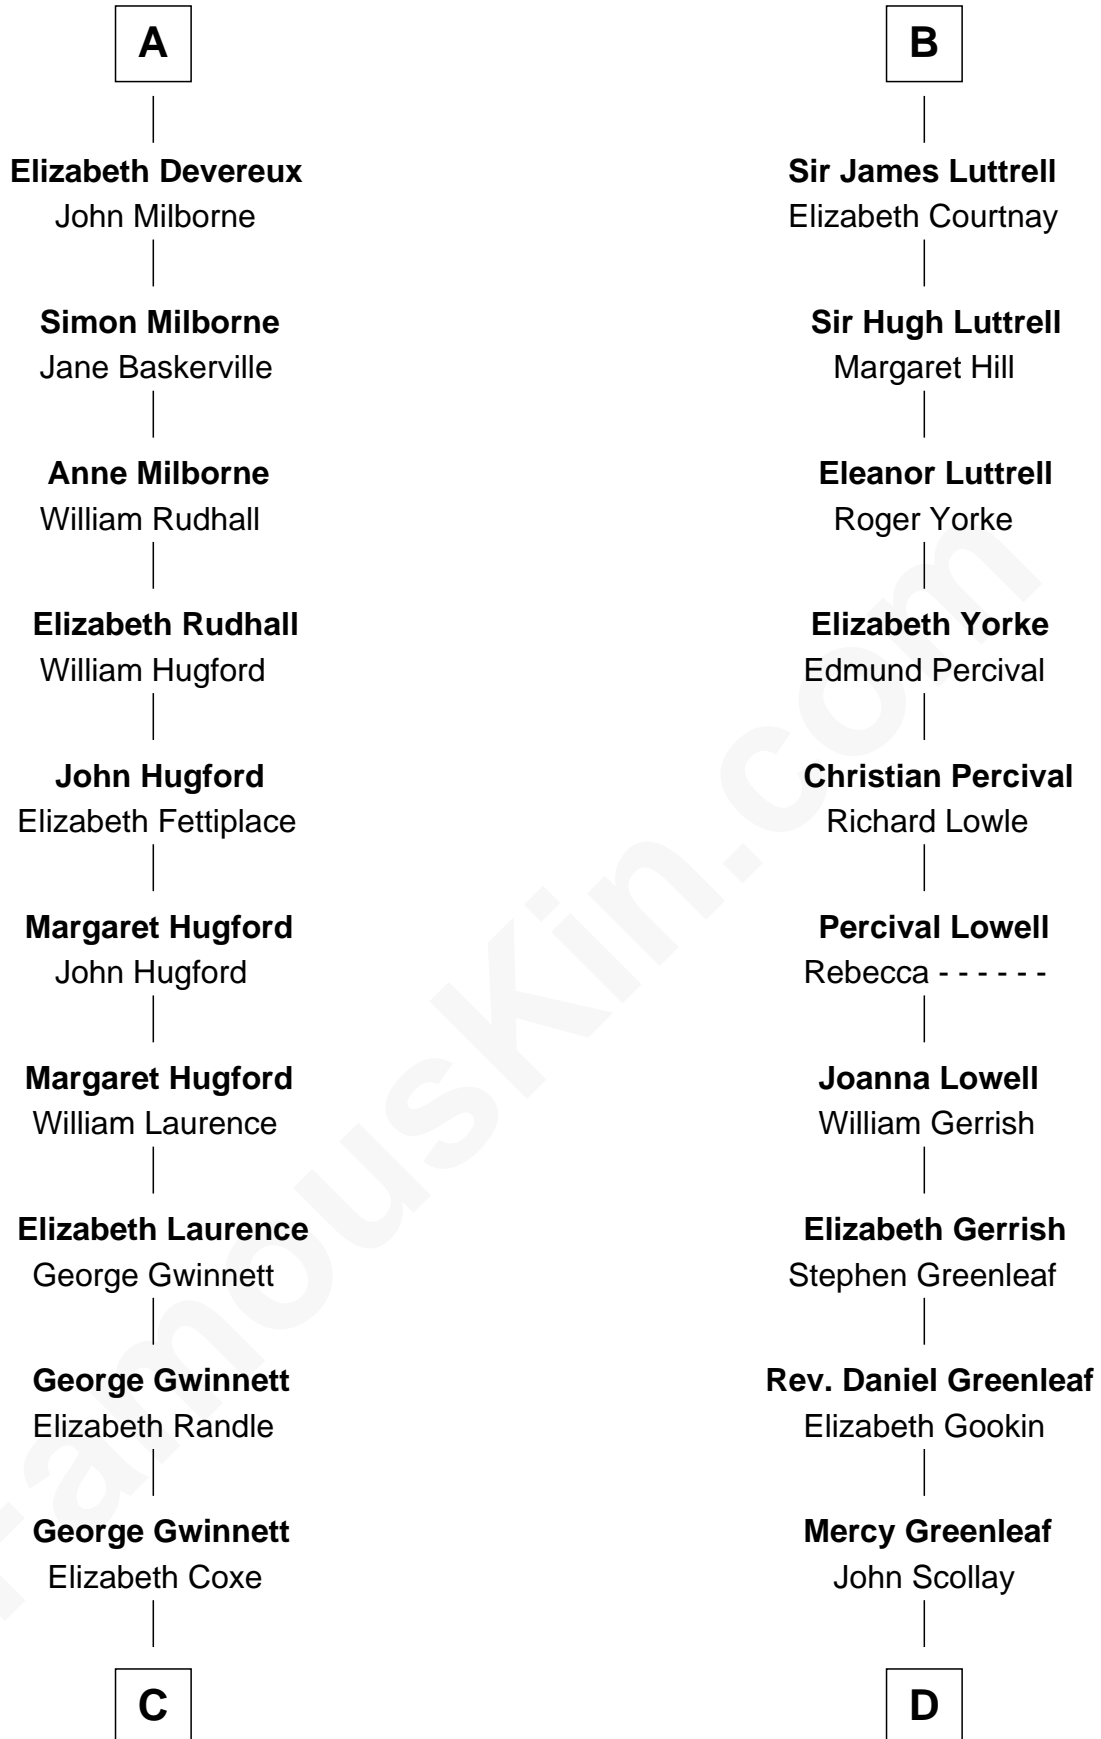 A
Elizabeth Devereux
John Milborne
Simon Milborne
Jane Baskerville
Anne Milborne
William Rudhall
Elizabeth Rudhall
William Hugford
John Hugford
Elizabeth Fettiplace
Margaret Hugford
John Hugford
Margaret Hugford
William Laurence
Elizabeth Laurence
George Gwinnett
George Gwinnett
Elizabeth Randle
George Gwinnett
Elizabeth Coxe
C
B
Sir James Luttrell
Elizabeth Courtnay
Sir Hugh Luttrell
Margaret Hill
Eleanor Luttrell
Roger Yorke
Elizabeth Yorke
Edmund Percival
Christian Percival
Richard Lowle
Percival Lowell
Rebecca - - - - - -
Joanna Lowell
William Gerrish
Elizabeth Gerrish
Stephen Greenleaf
Rev. Daniel Greenleaf
Elizabeth Gookin
Mercy Greenleaf
John Scollay
D
FamousKin.com